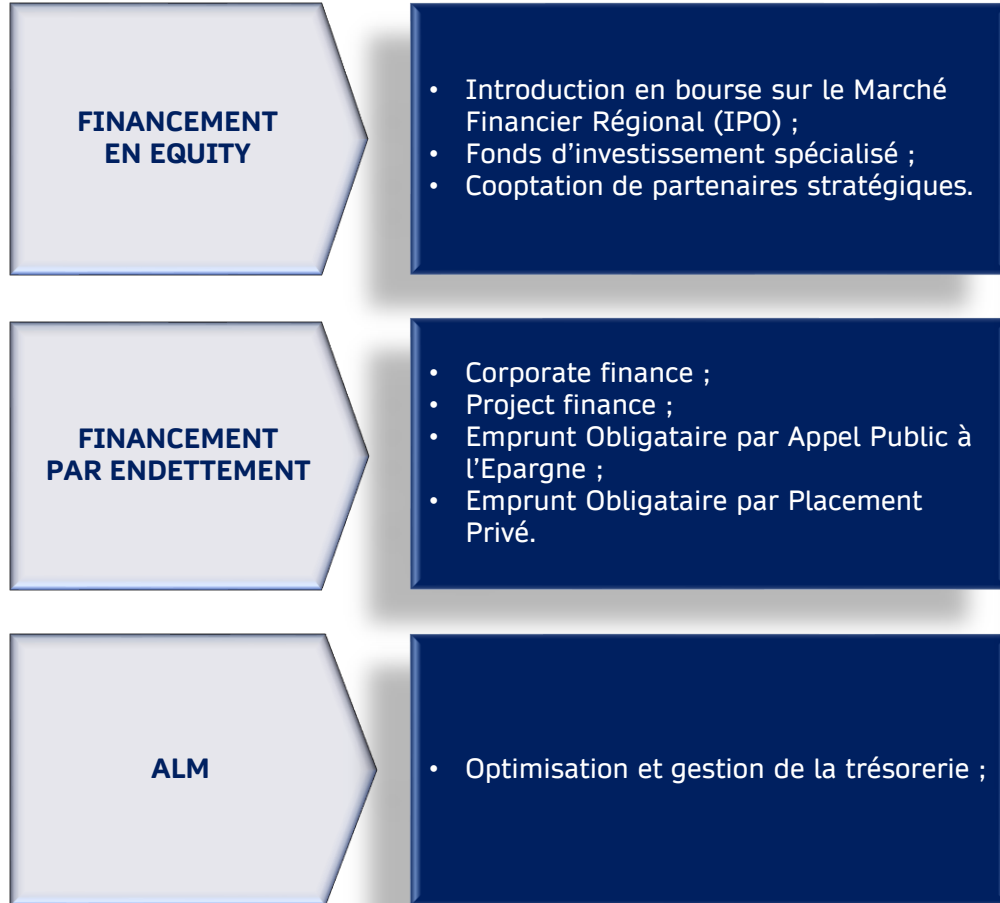 FINANCEMENT
EN EQUITY
• Introduction en bourse sur le Marché
Financier Régional (IPO) ;
• Fonds d’investissement spécialisé ;
• Cooptation de partenaires stratégiques.
FINANCEMENT
PAR ENDETTEMENT
• Corporate finance ;
• Project finance ;
• Emprunt Obligataire par Appel Public à
l’Epargne ;
• Emprunt Obligataire par Placement
Privé.
ALM
• Optimisation et gestion de la trésorerie ;